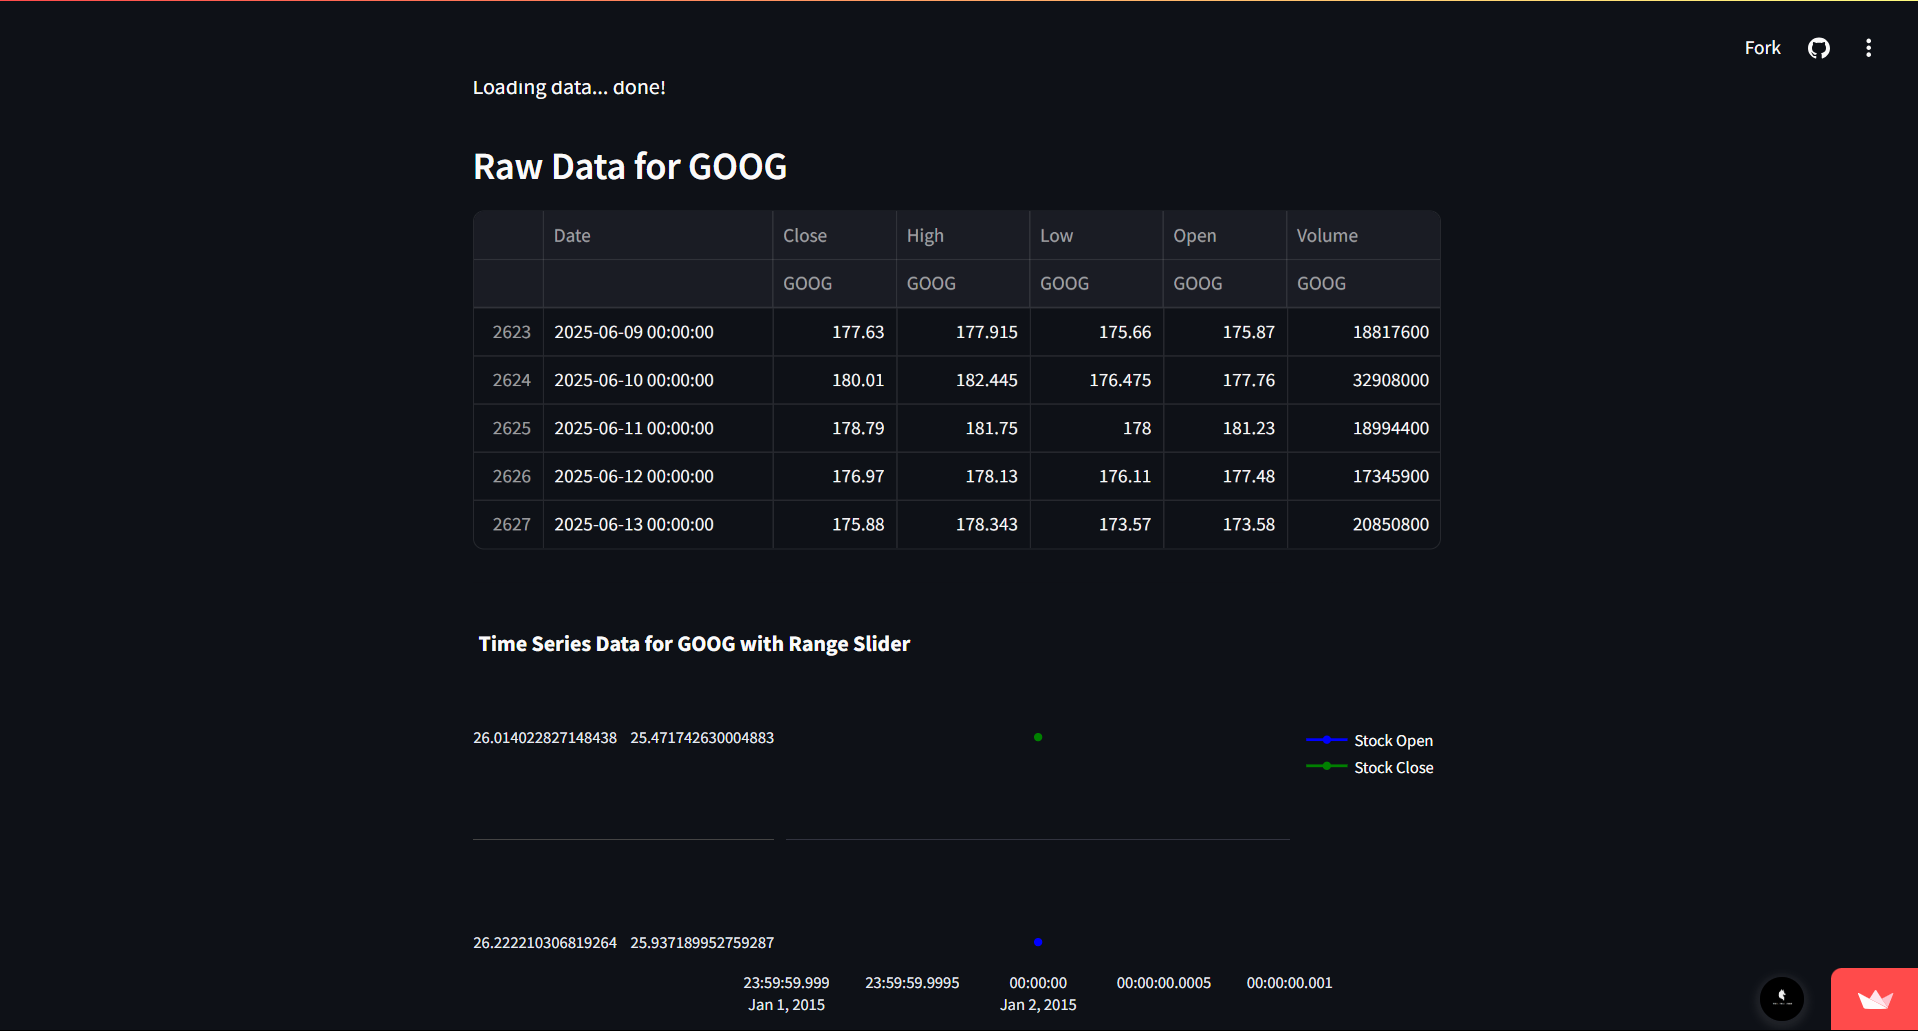 Fork
Loading data... done!
Raw Data for GOOG
Date Close High Low Open Volume
GOOG GOOG GOOG GOOG GOOG
2623 2025-06-09 00:00:00 177.63 177.915 175.66 175.87 18817600
2624 2025-06-10 00:00:00 180.01 182.445 176.475 177.76 32908000
2625 2025-06-11 00:00:00 178.79 181.75 178 181.23 18994400
2626 2025-06-12 00:00:00 176.97 178.13 176.11 177.48 17345900
2627 2025-06-13 00:00:00 175.88 178.343 173.57 173.58 20850800
Time Series Data for GOOG with Range Slider
26.014022827148438 25.471742630004883
Stock Open
Stock Close
26.222210306819264 25.937189952759287
23:59:59.999 23:59:59.9995 00:00:00 00:00:00.0005 00:00:00.001
Jan 1, 2015 Jan 2, 2015